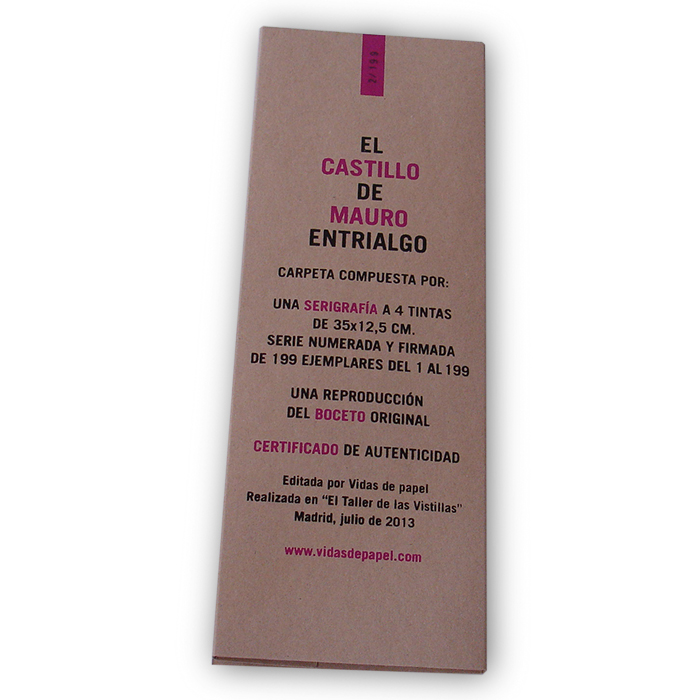 EL
CASTILLO
DE
MAURO
ENTRIALGO
CARPETA COMPUESTA POR:
UNA SERIGRAFÍA A 4 TINTAS
DE 35x12,5 CM.
SERIE NUMERADA Y FIRMADA
DE 199 EJEMPLARES DEL 1 AL 199
UNA REPRODUCCIÓN
DEL BOCETO ORIGINAL
CERTIFICADO DE AUTENTICIDAD
Editada por Vidas de papel
Realizada en “El Taller de las Vistillas”
Madrid, julio de 2013
www.vidasdepapel.com